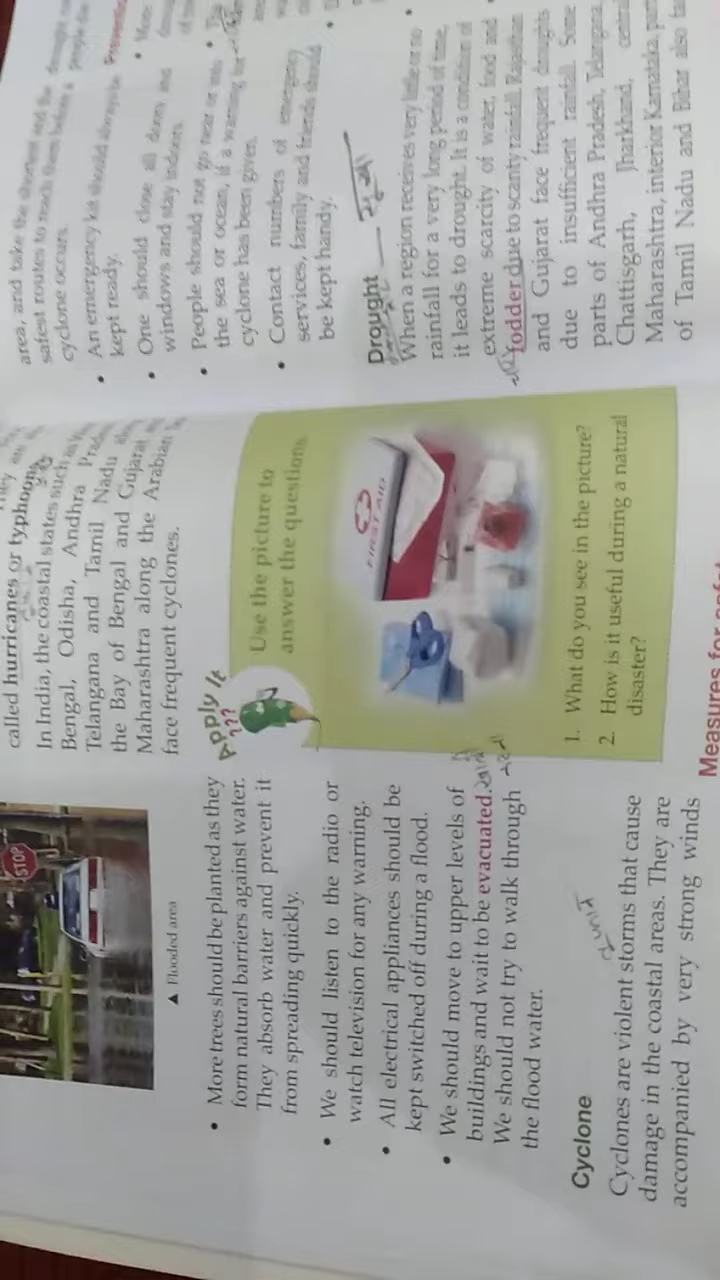 STOP
▲ Flooded area
• More trees should be planted as they
form natural barriers against water.
They absorb water and prevent it
from spreading quickly.
• We should listen to the radio or
watch television for any warning.
• All electrical appliances should be
kept switched off during a flood.
• We should move to upper levels of
buildings and wait to be evacuated.
We should not try to walk through
the flood water.
Cyclone
Cyclones are violent storms that cause
damage in the coastal areas. They are
accompanied by very strong winds
called hurricanes or typhoons.
In India, the coastal states such as
Bengal, Odisha, Andhra
Telangana and Tamil Nadu
the Bay of Bengal and Gujarat
Maharashtra along the Arabian
face frequent cyclones.
Apply It
???
Use the picture to
answer the questions
FIRST AID
1. What do you see in the picture?
2. How is it useful during a natural
disaster?
Measures for
area, and take the shortest and the
safest routes to reach them before a
cyclone occurs.
• An emergency kit should always be
kept ready.
• One should close all doors and
windows and stay indoors.
• People should not go near or into
the sea or ocean, if a warning for
cyclone has been given.
• Contact numbers of emergency
services, family and friends should
be kept handy.
Drought
When a region receives very little or no
rainfall for a very long period of time,
it leads to drought. It is a condition of
extreme scarcity of water, food and
fodder due to scanty rainfall. Rajasthan
and Gujarat face frequent droughts
due to insufficient rainfall. Some
parts of Andhra Pradesh, Telangana,
Chattisgarh, Jharkhand, central
Maharashtra, interior Karnataka,
of Tamil Nadu and Bihar also